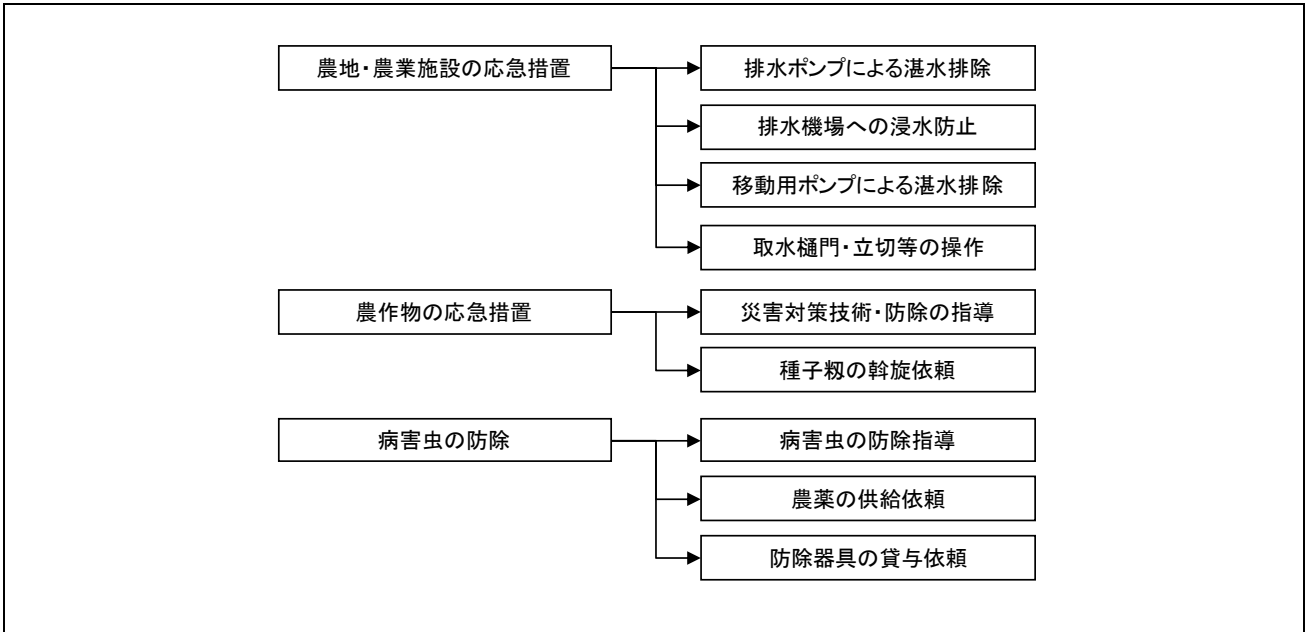 農地・農業施設の応急措置
排水ポンプによる湛水排除
排水機場への浸水防止
移動用ポンプによる湛水排除
取水樋門・立切等の操作
農作物の応急措置
災害対策技術・防除の指導
種子籾の斡旋依頼
病害虫の防除
病害虫の防除指導
農薬の供給依頼
防除器具の貸与依頼